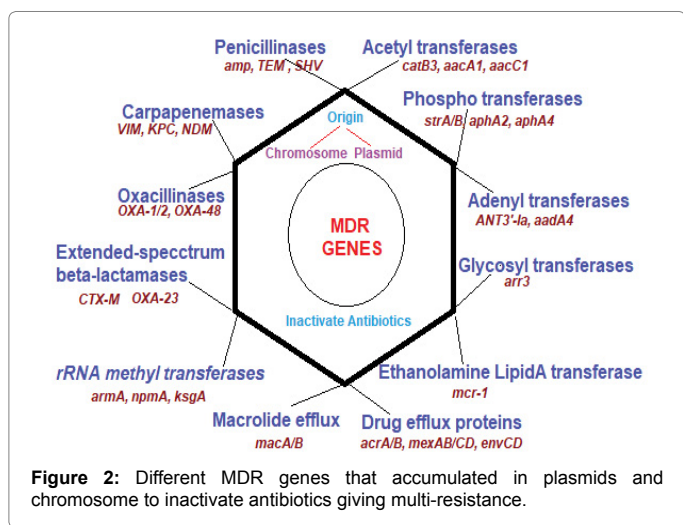 Penicillinases
amp, TEM, SHV
Acetyl transferases
catB3, aacA1, aacC1
Carpapenemases
VIM, KPC, NDM
Phospho transferases
strA/B, aphA2, aphA4
Origin
Chromosome Plasmid
Oxacillinases
OXA-1/2, OXA-48
Adenyl transferases
ANT3'-Ia, aadA4
MDR
GENES
Extended-specctrum
beta-lactamases
CTX-M OXA-23
Glycosyl transferases
arr3
Inactivate Antibiotics
rRNA methyl transferases
armA, npmA, ksgA
Ethanolamine LipidA transferase
mcr-1
Macrolide efflux
macA/B
Drug efflux proteins
acrA/B, mexAB/CD, envCD
Figure 2: Different MDR genes that accumulated in plasmids and
chromosome to inactivate antibiotics giving multi-resistance.